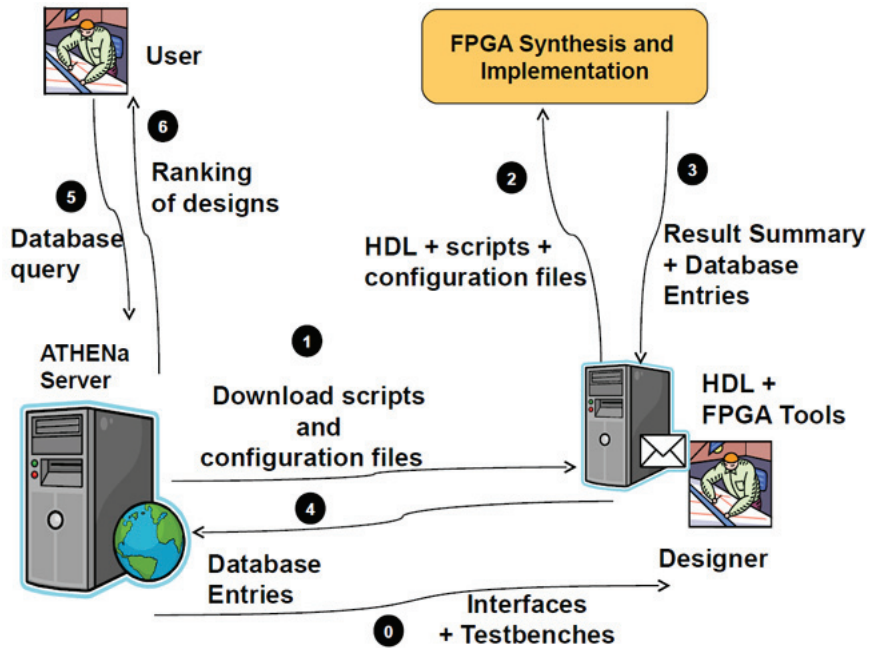 User
FPGA Synthesis and
Implementation
6
Ranking
of designs
5
Database
query
2
HDL + scripts +
configuration files
3
Result Summary
+ Database
Entries
ATHENa
Server
1
Download scripts
and
configuration files
HDL +
FPGA Tools
4
Database
Entries
Designer
0
Interfaces
+ Testbenches